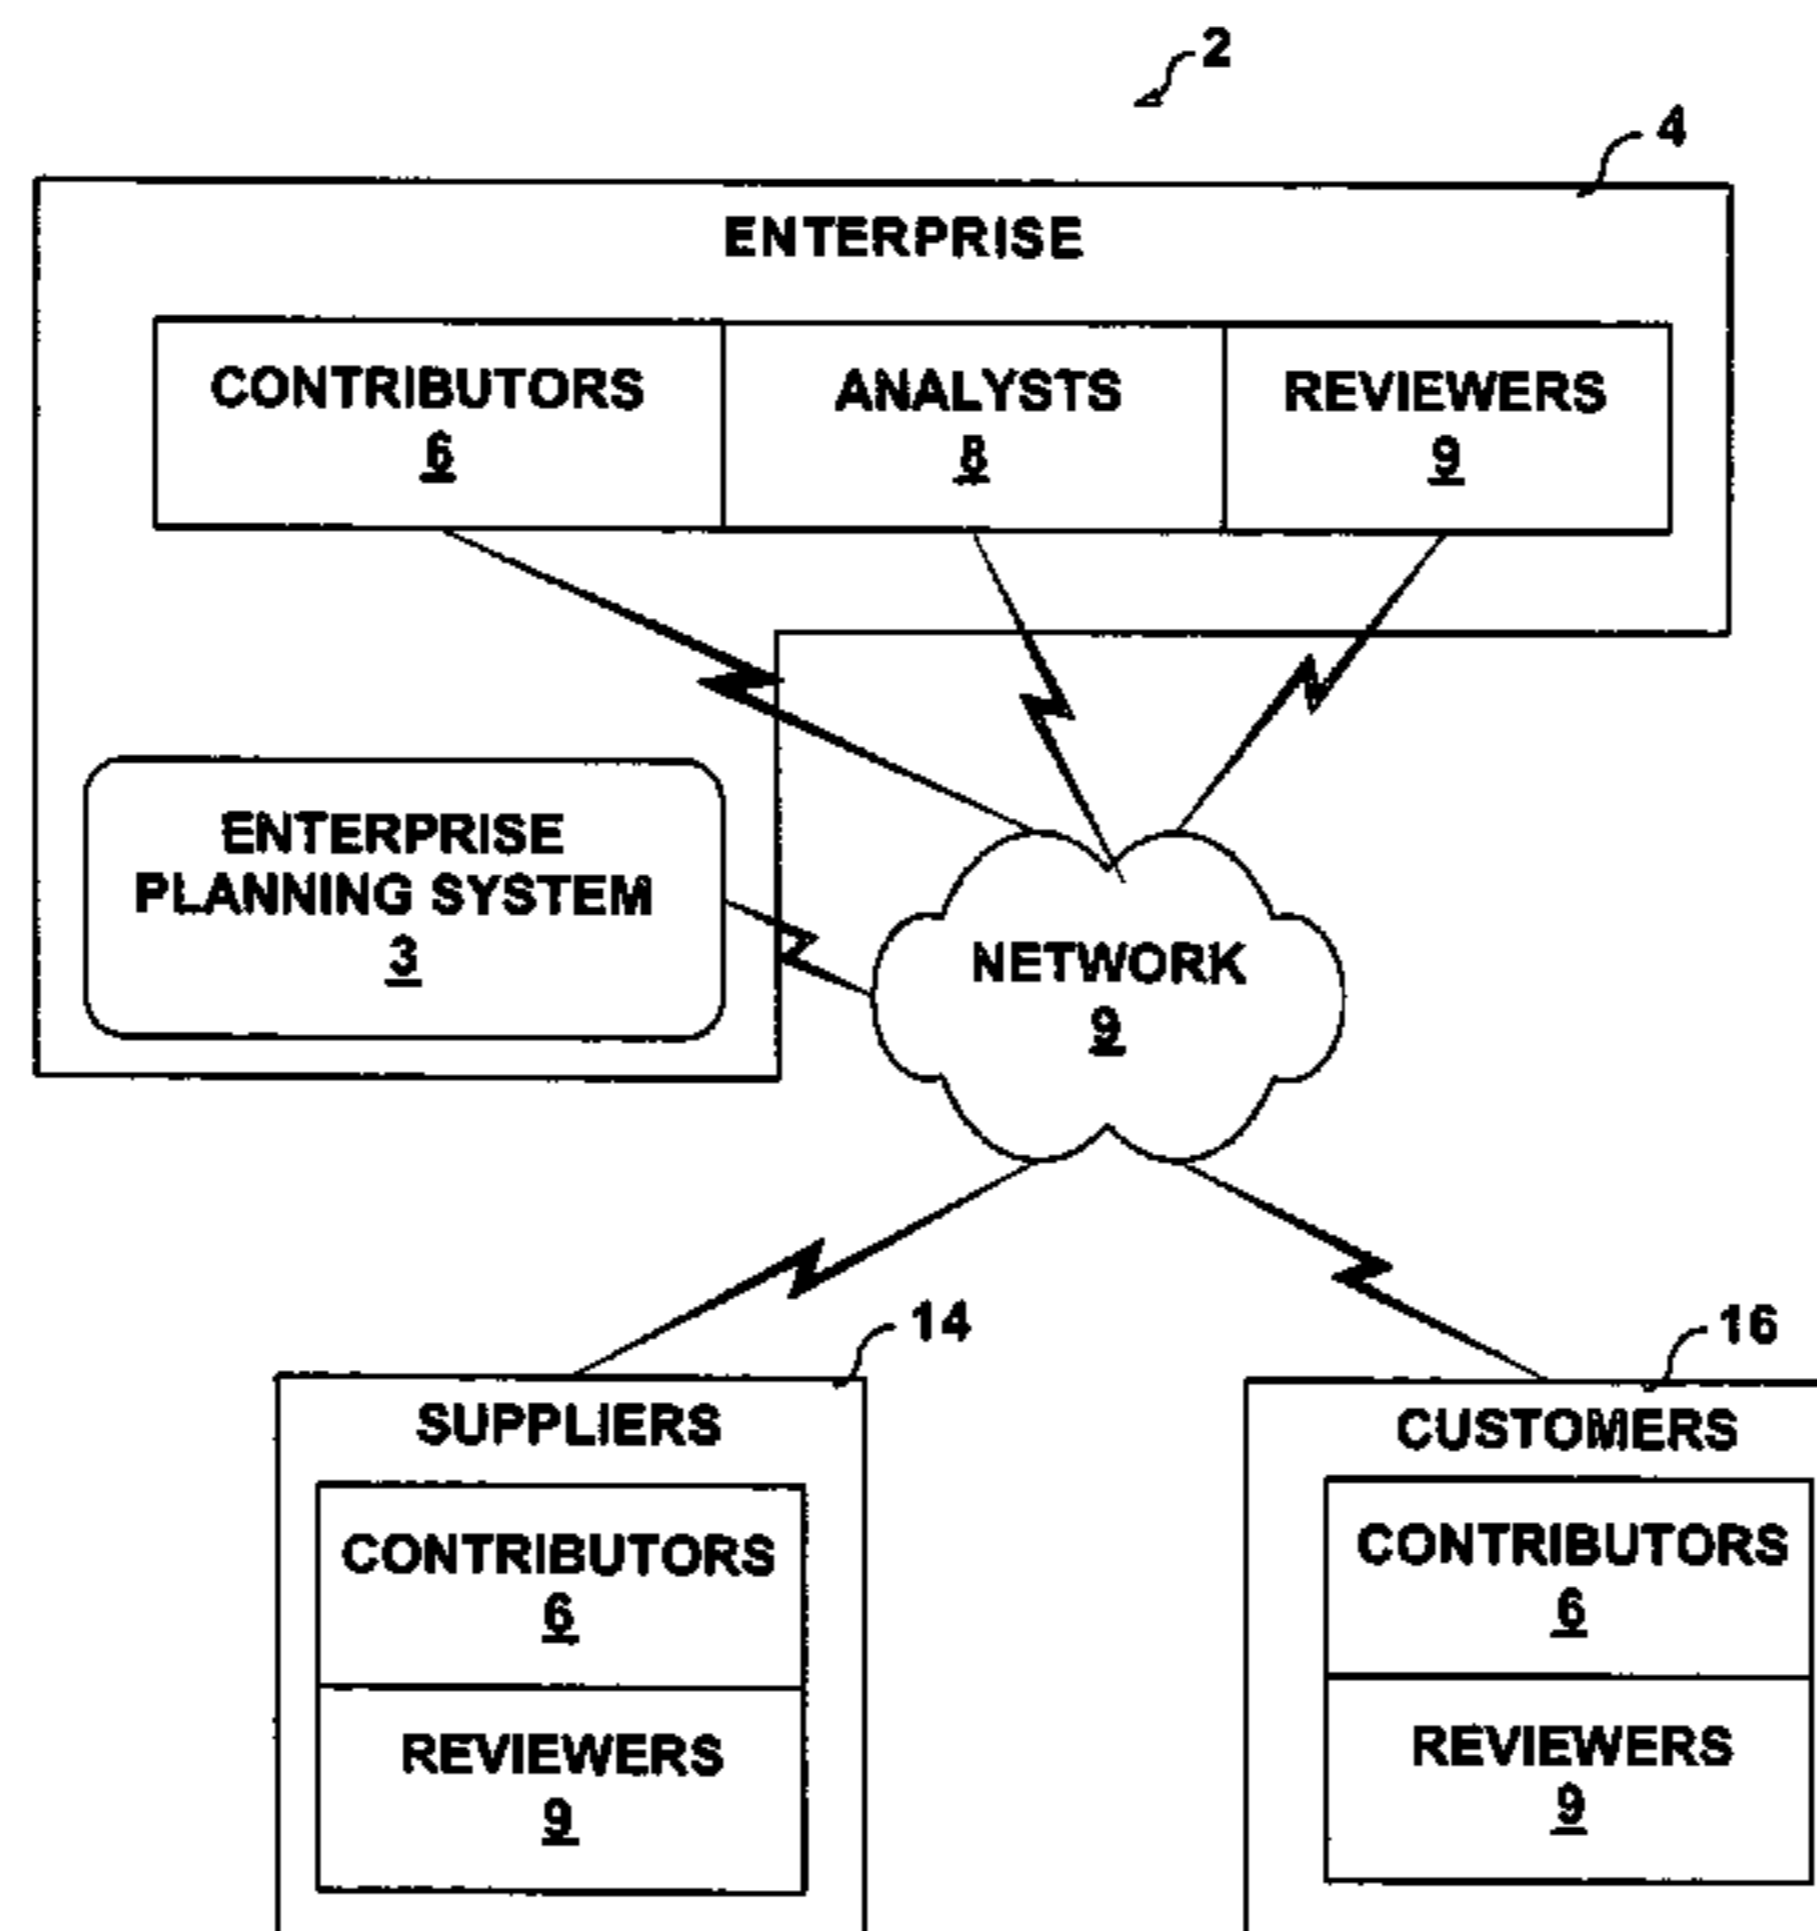 2
4
ENTERPRISE
CONTRIBUTORS
6
ANALYSTS
8
REVIEWERS
9
ENTERPRISE
PLANNING SYSTEM
3
NETWORK
9
14
SUPPLIERS
CONTRIBUTORS
6
REVIEWERS
9
16
CUSTOMERS
CONTRIBUTORS
6
REVIEWERS
9